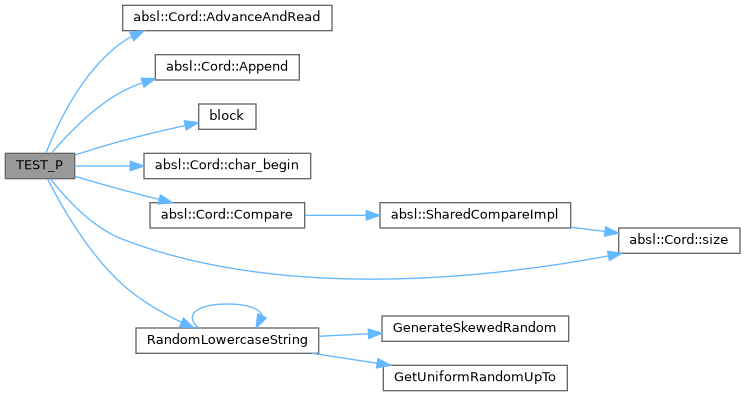 TEST_P
absl::Cord::AdvanceAndRead
absl::Cord::Append
block
absl::Cord::char_begin
absl::Cord::Compare
absl::SharedCompareImpl
absl::Cord::size
RandomLowercaseString
GenerateSkewedRandom
GetUniformRandomUpTo